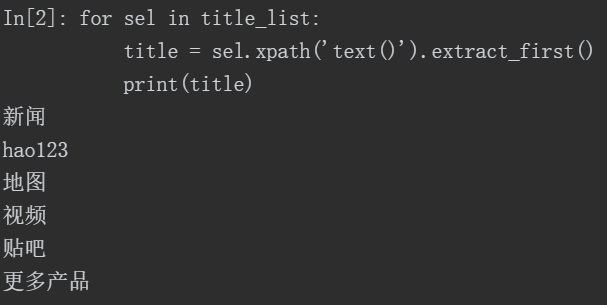 In[2]: for sel in title_list:
title = sel.xpath('text()').extract_first()
print(title)
新闻
hao123
地图
视频
贴吧
更多产品